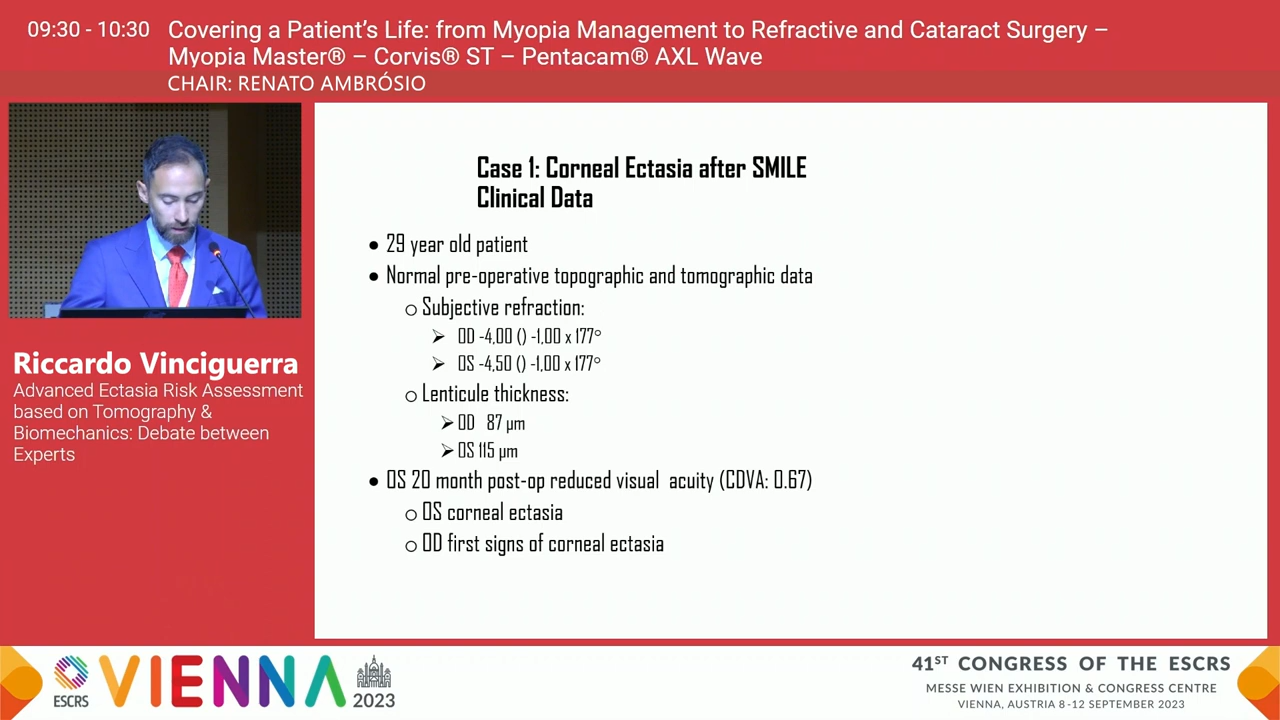 09:30 - 10:30
Covering a Patient’s Life: from Myopia Management to Refractive and Cataract Surgery –
Myopia Master® – Corvis® ST – Pentacam® AXL Wave
CHAIR: RENATO AMBRÓSIO
Riccardo Vinciguerra
Advanced Ectasia Risk Assessment
based on Tomography &
Biomechanics: Debate between
Experts
Case 1: Corneal Ectasia after SMILE
Clinical Data
• 29 year old patient
• Normal pre-operative topographic and tomographic data
o Subjective refraction:
➢ OD -4,00 () -1,00 x 177°
➢ OS -4,50 () -1,00 x 177°
o Lenticule thickness:
➢ OD 87 µm
➢ OS 115 µm
• OS 20 month post-op reduced visual acuity (CDVA: 0.67)
o OS corneal ectasia
o OD first signs of corneal ectasia
ESCRS
VIENNA
2023
41ST CONGRESS OF THE ESCRS
MESSE WIEN EXHIBITION & CONGRESS CENTRE
VIENNA, AUSTRIA 8-12 SEPTEMBER 2023